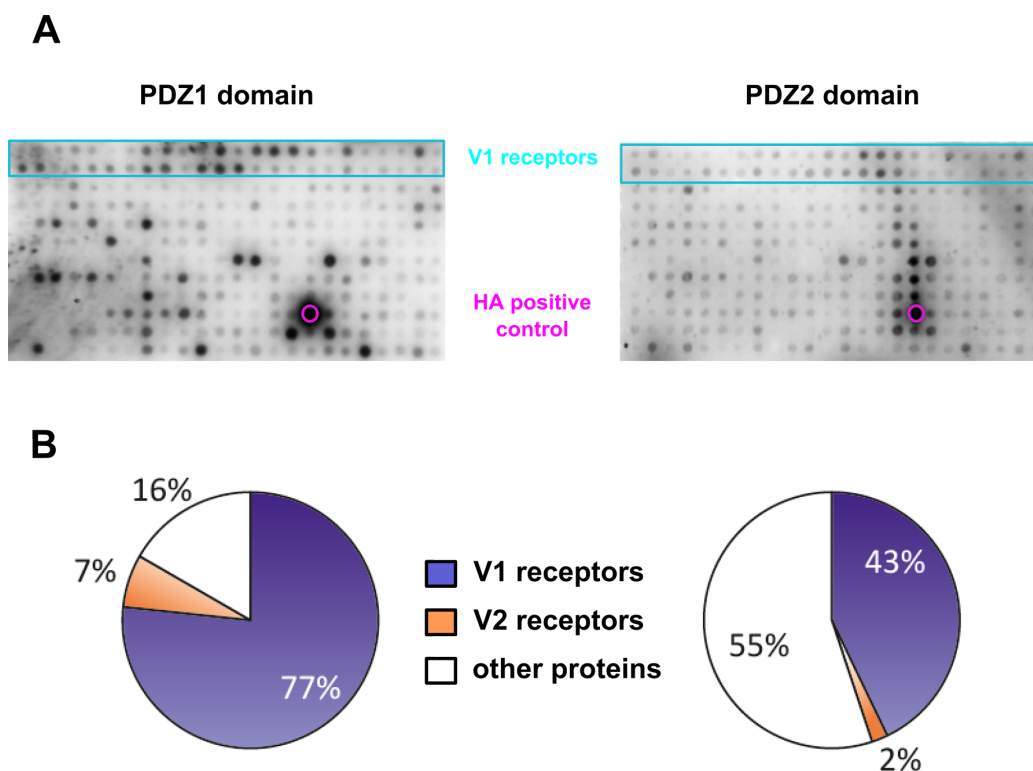 A
PDZ1 domain
PDZ2 domain
V1 receptors
HA positive
control
B
16%
7%
77%
V1 receptors
V2 receptors
other proteins
43%
55%
2%